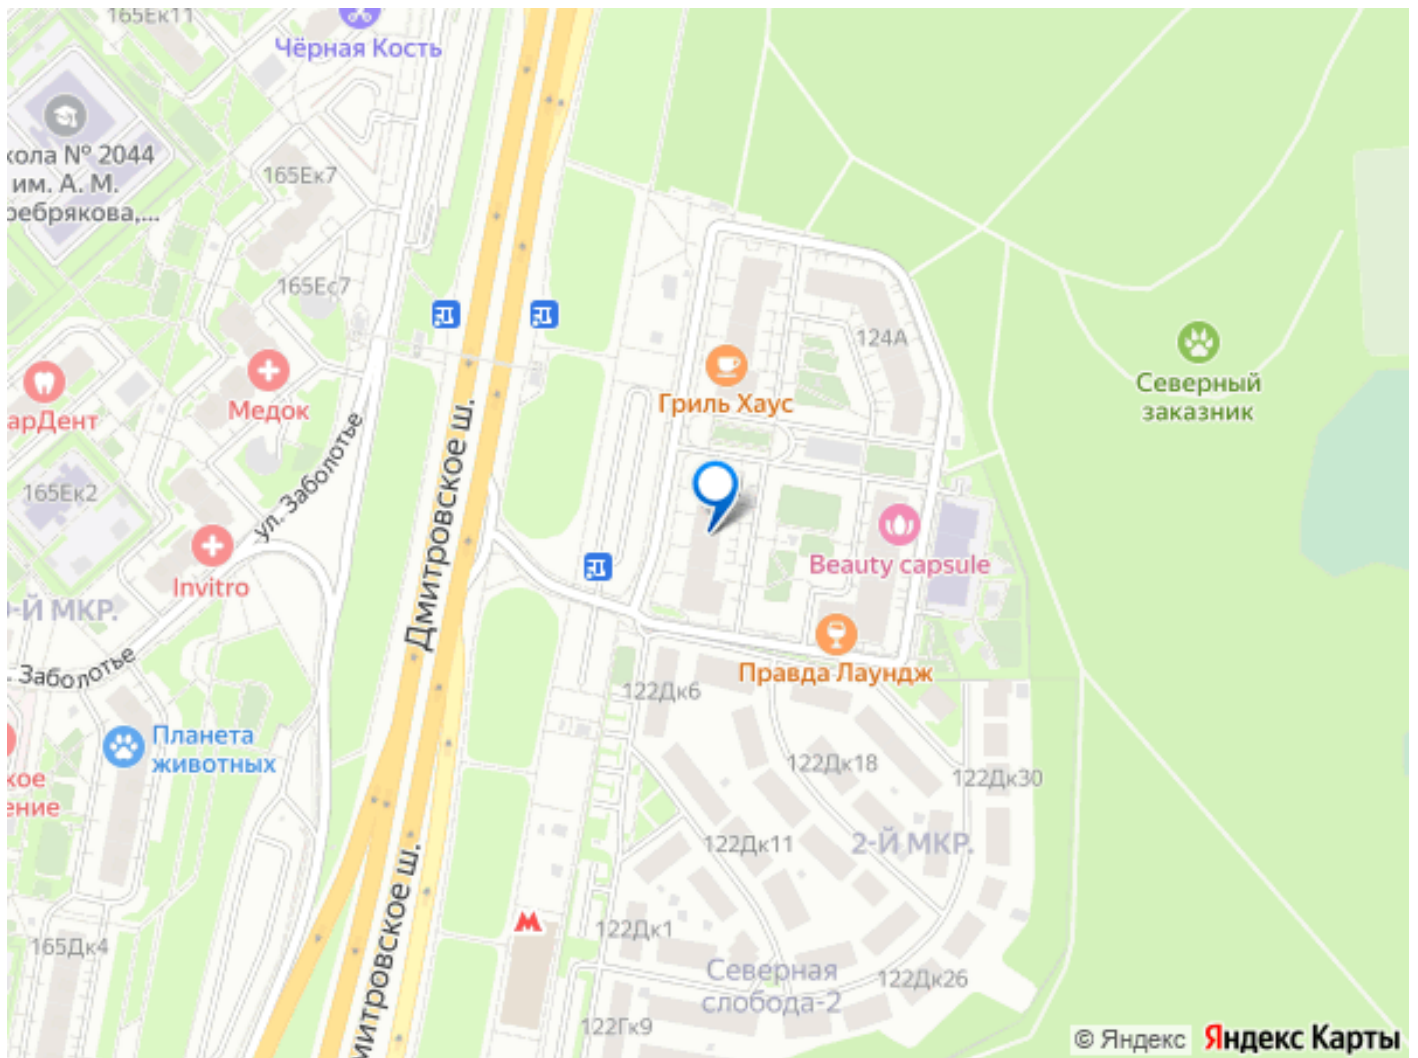 165Ек11
Чёрная Кость
кола № 2044
им. А. М.
ребрякова,...
165Ек7
165Ес7
124А
Северный
заказник
Гриль Хаус
Медок
арДент
165Ек2
ул. Заболотье
Дмитровское ш.
Invitro
Beauty capsule
9-Й МКР.
. Заболотье
Правда Лаундж
122Дк6
Планета
животных
кое
ение
122Дк18
122Дк30
122Дк11
2-Й МКР.
Дмитровское ш.
165Дк4
М
122Дк1
Северная
слобода-2
122Дк26
122Гк9
© Яндекс Яндекс Карты